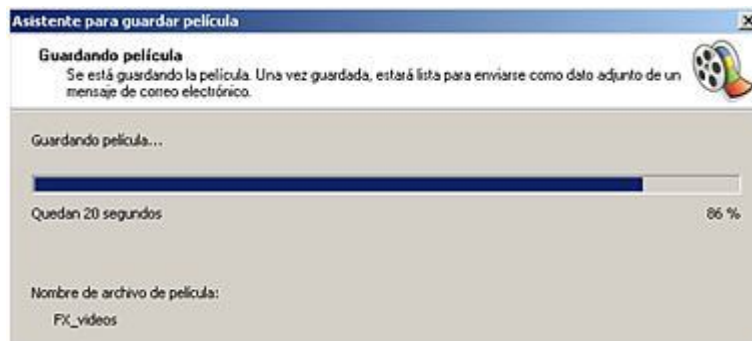 Asistente para guardar película
Guardando película
Se está guardando la película. Una vez guardada, estará lista para enviarse como dato adjunto de un
mensaje de correo electrónico.
Guardando película...
Quedan 20 segundos
86 %
Nombre de archivo de película:
FX_videos